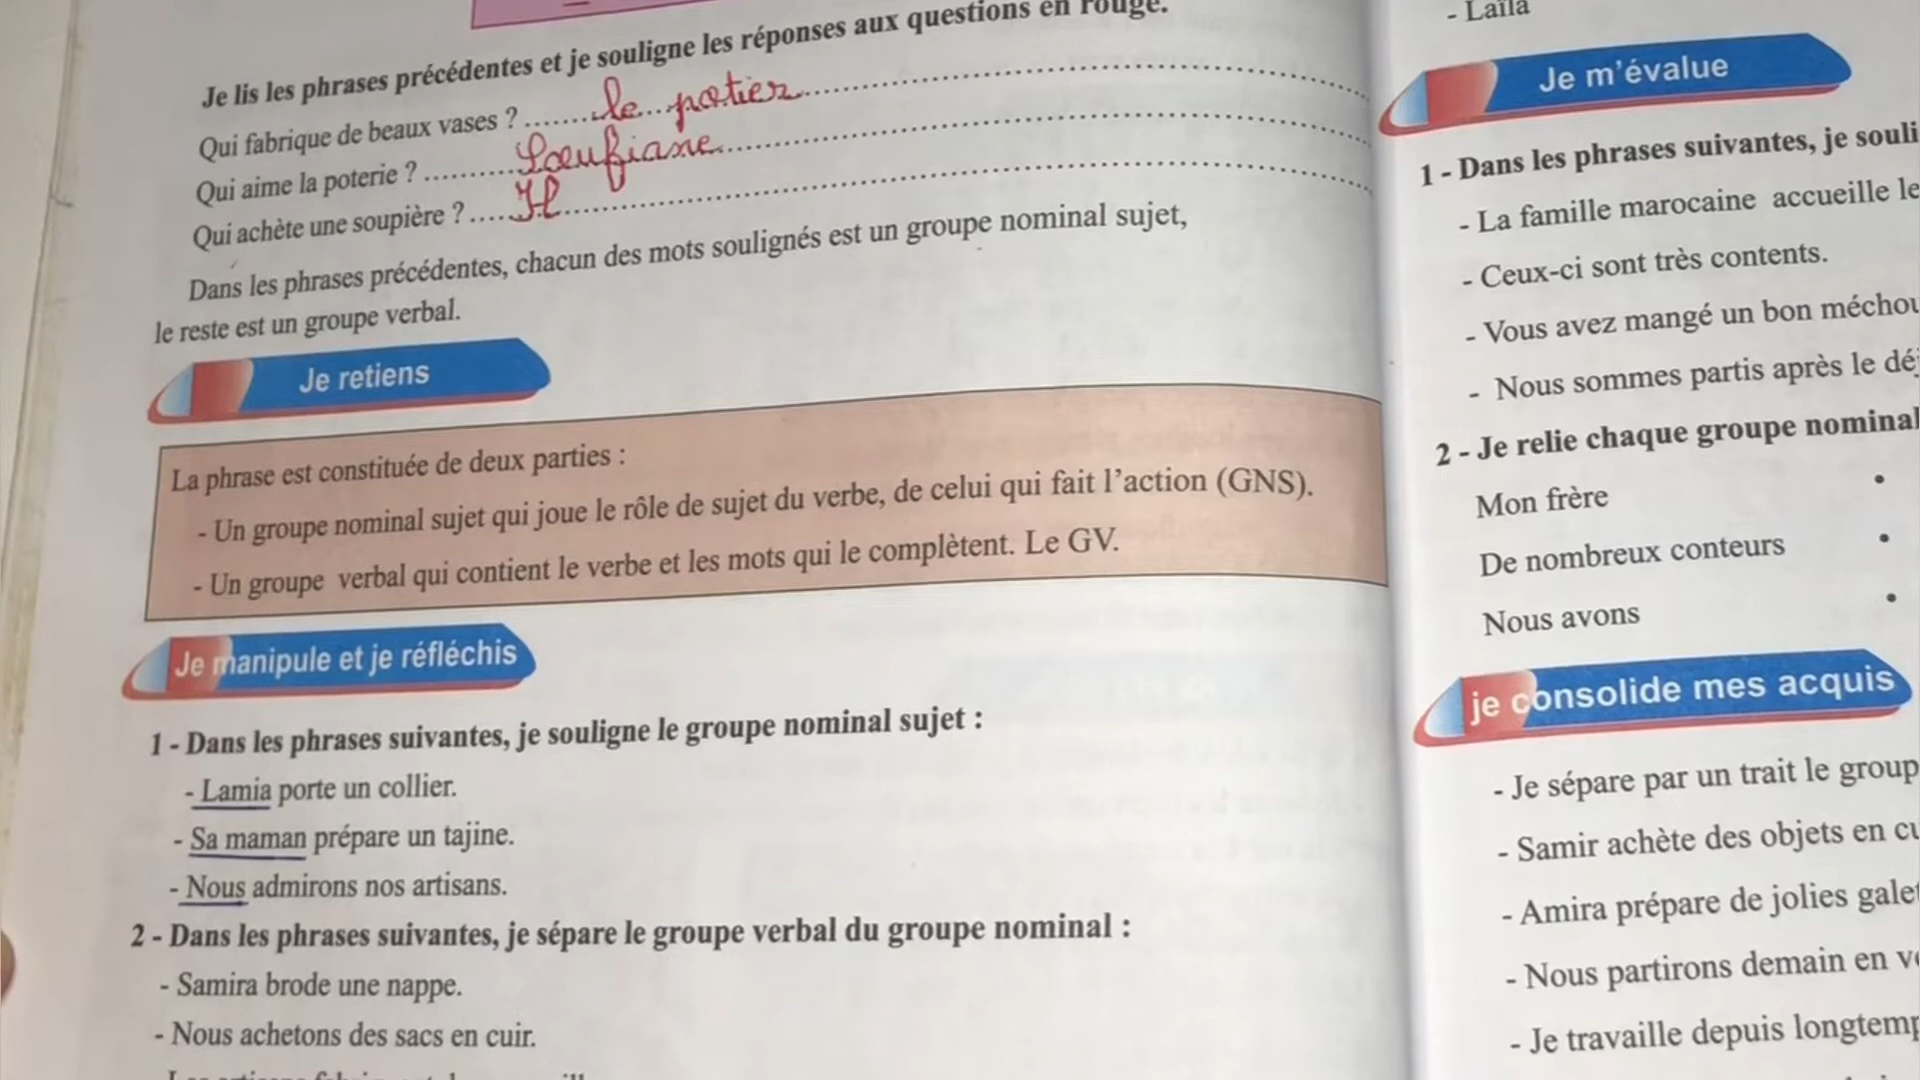 Je lis les phrases précédentes et je souligne les réponses aux questions en rouge.
Qui fabrique de beaux vases ? ........le potier........
Qui aime la poterie ? ........Soeufiane........
Qui achète une soupière ? ........Il........
Dans les phrases précédentes, chacun des mots soulignés est un groupe nominal sujet,
le reste est un groupe verbal.
Je retiens
La phrase est constituée de deux parties :
- Un groupe nominal sujet qui joue le rôle de sujet du verbe, de celui qui fait l'action (GNS).
- Un groupe verbal qui contient le verbe et les mots qui le complètent. Le GV.
Je manipule et je réfléchis
1 - Dans les phrases suivantes, je souligne le groupe nominal sujet :
- Lamia porte un collier.
- Sa maman prépare un tajine.
- Nous admirons nos artisans.
2 - Dans les phrases suivantes, je sépare le groupe verbal du groupe nominal :
- Samira brode une nappe.
- Nous achetons des sacs en cuir.
- Laila
Je m'évalue
1 - Dans les phrases suivantes, je souli
- La famille marocaine accueille le
- Ceux-ci sont très contents.
- Vous avez mangé un bon méchou
- Nous sommes partis après le déj
2 - Je relie chaque groupe nominal
Mon frère •
De nombreux conteurs •
Nous avons •
je consolide mes acquis
- Je sépare par un trait le group
- Samir achète des objets en cu
- Amira prépare de jolies galet
- Nous partirons demain en v
- Je travaille depuis longtemp